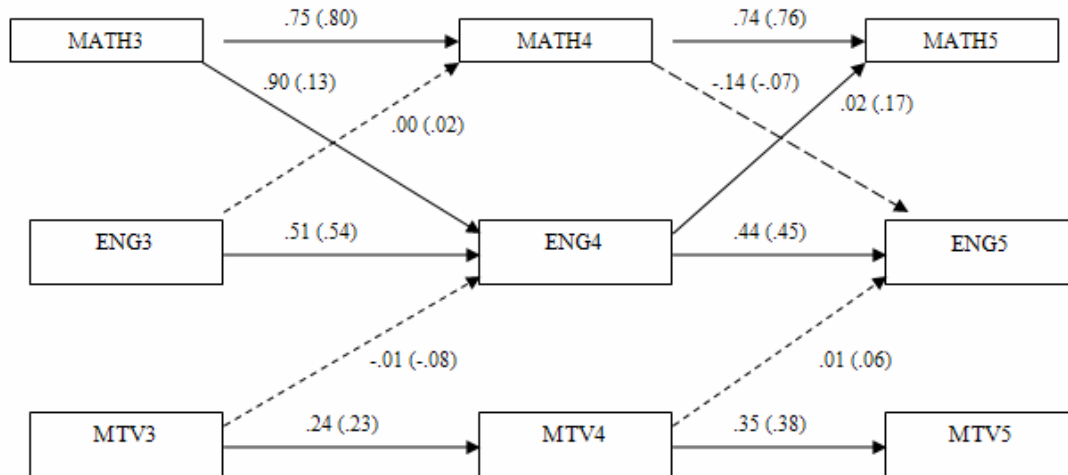 .75 (.80)
.74 (.76)
MATH3
MATH4
MATH5
.90 (.13)
-.14 (-.07)
.02 (.17)
.00 (.02)
.51 (.54)
.44 (.45)
ENG3
ENG4
ENG5
-.01 (-.08)
.01 (.06)
.24 (.23)
.35 (.38)
MTV3
MTV4
MTV5